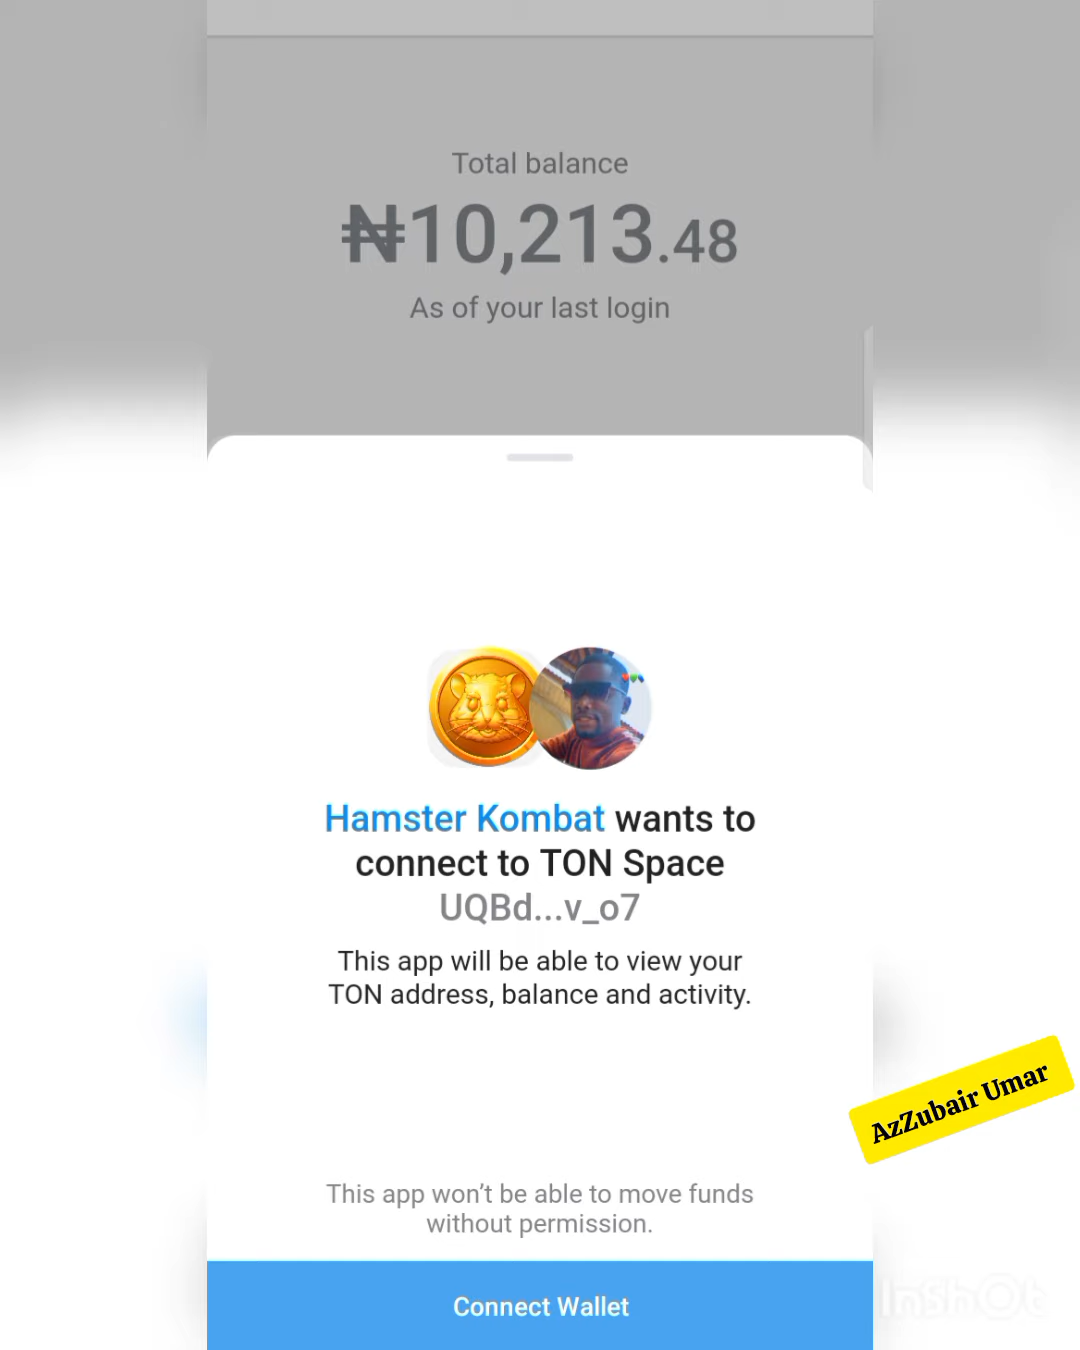 Total balance
₦10,213.48
As of your last login
Hamster Kombat wants to
connect to TON Space
UQBd...v_o7
This app will be able to view your
TON address, balance and activity.
AzZubair Umar
This app won't be able to move funds
without permission.
Connect Wallet
InShOt